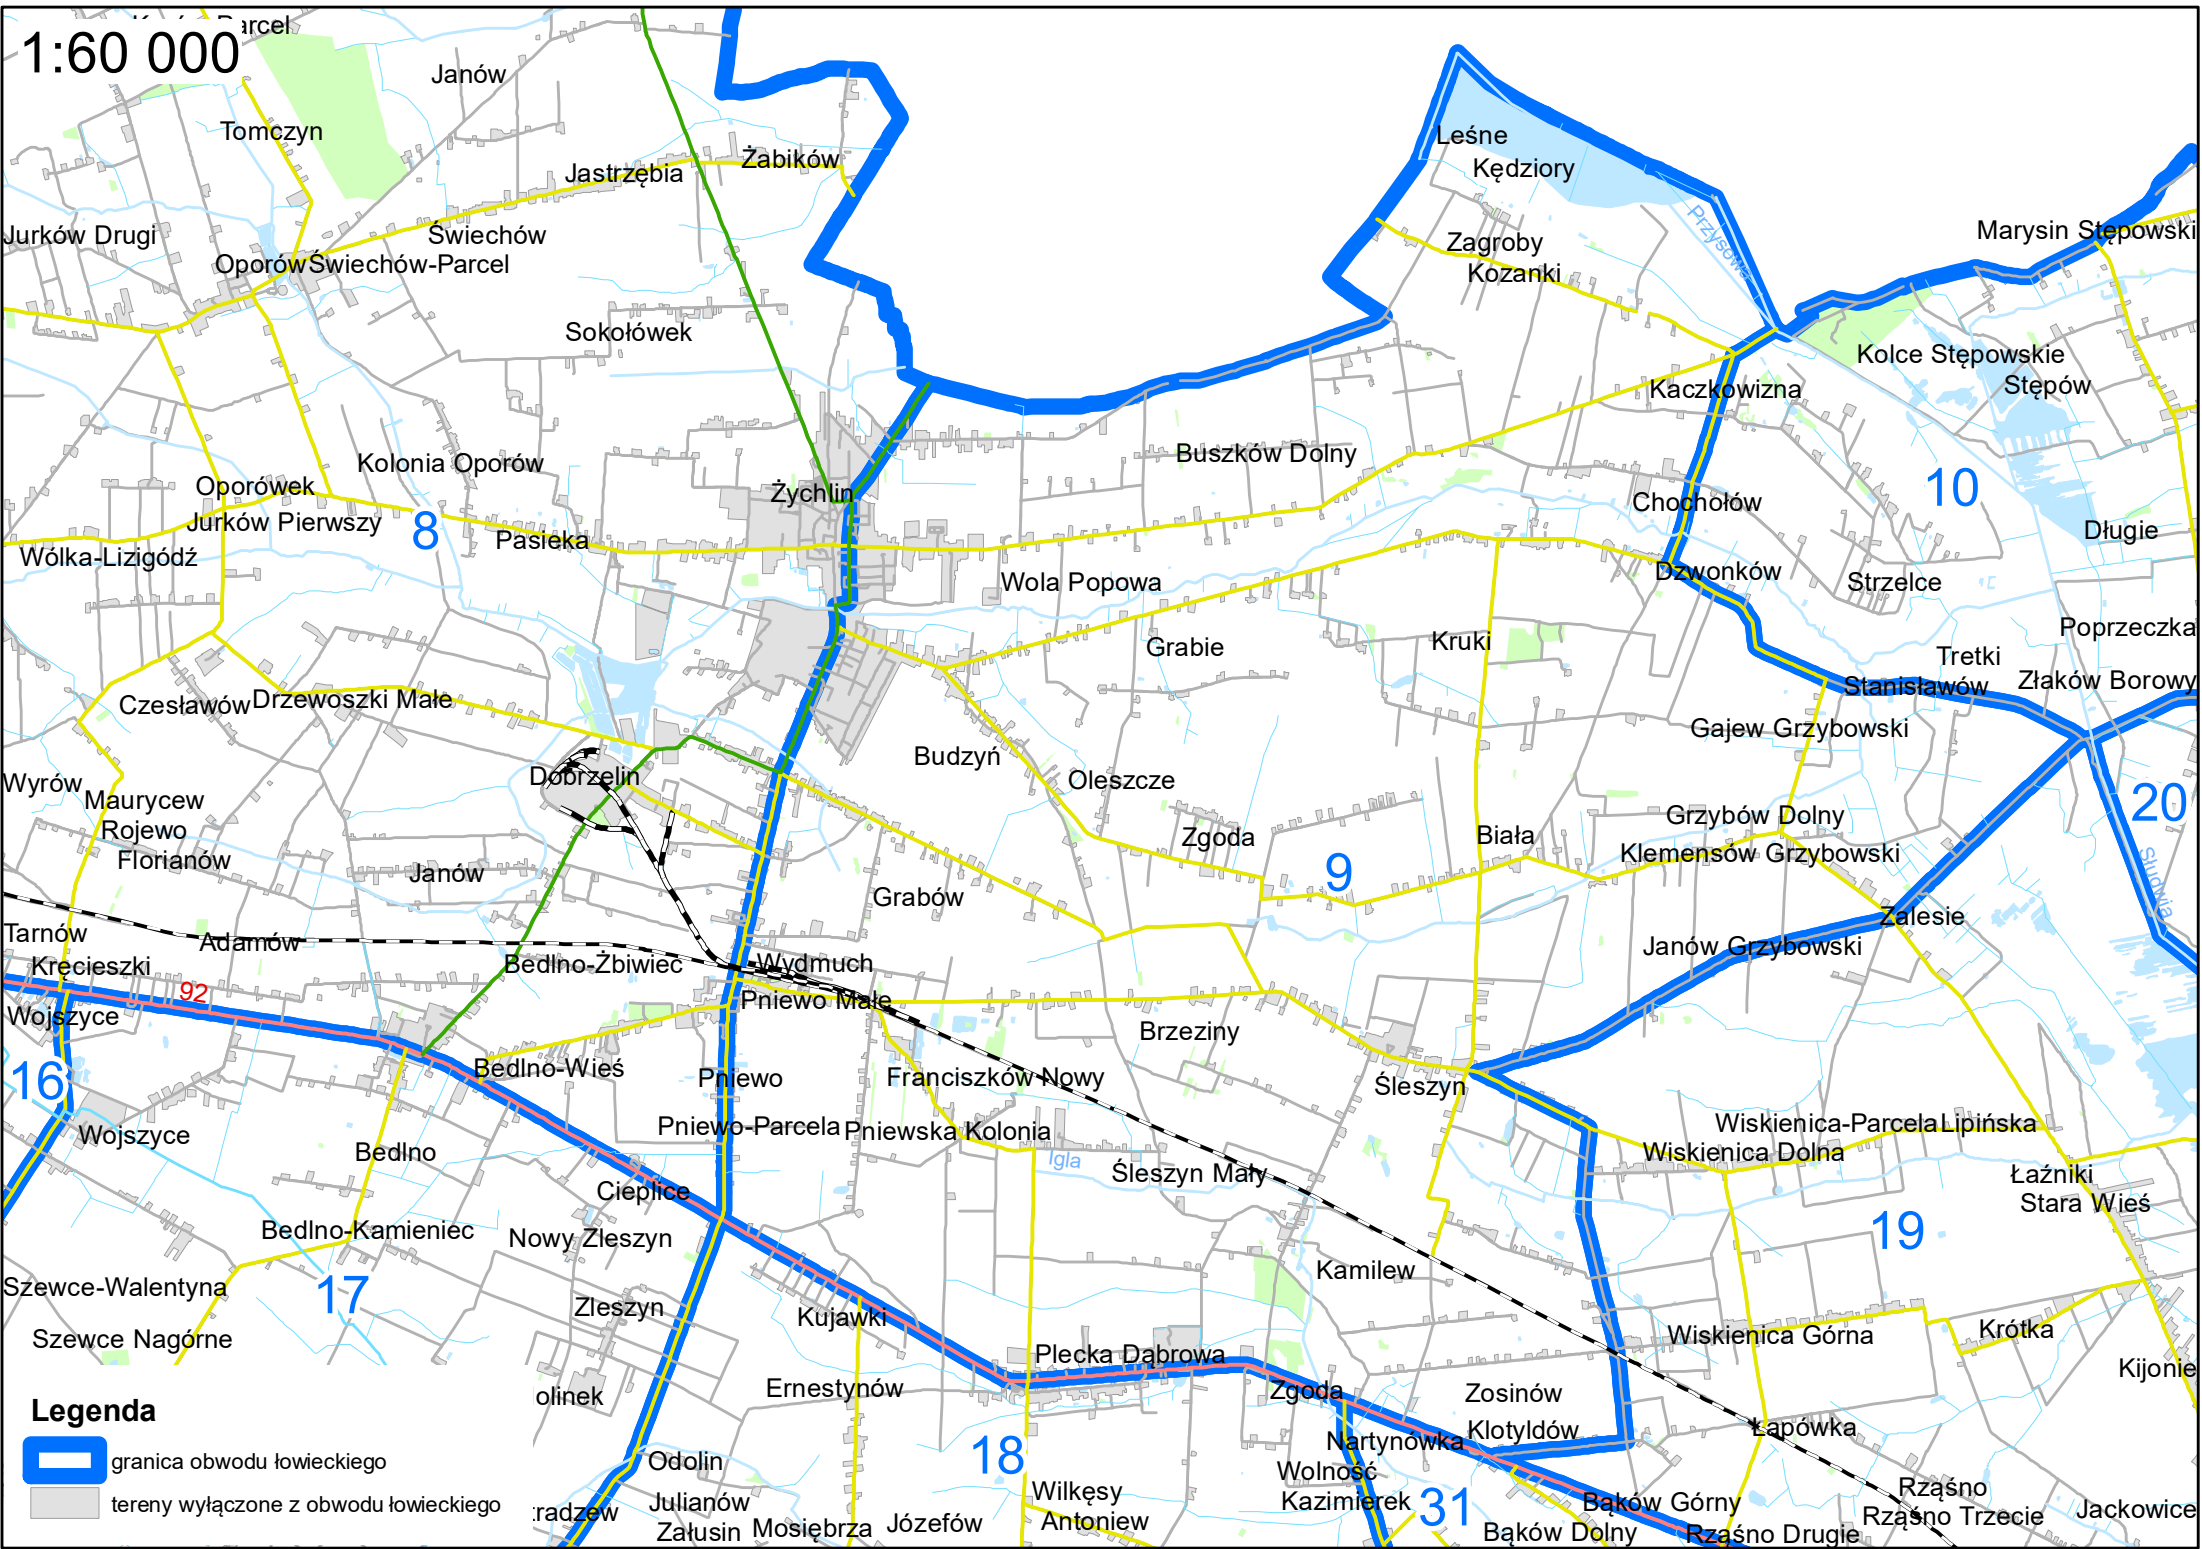 Parcel
1:60 000
Janów
Tomczyn
Leśne
Żabików
Kędziory
Jastrzębia
Przysowa
Marysin Stępowski
Jurków Drugi
Świechów
Zagroby
Oporów
Świechów-Parcel
Kozanki
Sokołówek
Kolce Stępowskie
Stępów
Kaczkowizna
Buszków Dolny
Kolonia Oporów
Oporówek
Żychlin
Chochołów
10
Jurków Pierwszy
8
Długie
Pasieka
Wólka-Lizigódź
Wola Popowa
Dzwonków
Strzelce
Poprzeczka
Grabie
Kruki
Tretki
Stanisławów
Złaków Borowy
Czesławów
Drzewoszki Małe
Gajew Grzybowski
Budzyń
Wyrów
Dobrzelin
Oleszcze
Maurycew
20
Rojewo
Grzybów Dolny
Zgoda
Biała
Florianów
Klemensów Grzybowski
Janów
9
Słudwia
Grabów
Zalesie
Tarnów
Adamów
Janów Grzybowski
Kręcieszki
Bedlno-Żbiwiec
Wydmuch
92
Pniewo Małe
Wojszyce
Brzeziny
16
Bedlno-Wieś
Pniewo
Franciszków Nowy
Śleszyn
Wojszyce
Pniewo-Parcela
Pniewska Kolonia
Wiskienica-Parcela
Lipińska
Bedlno
Igla
Śleszyn Mały
Wiskienica Dolna
Łaźniki
Cieplice
Stara Wieś
Bedlno-Kamieniec
Nowy Zleszyn
19
Szewce-Walentyna
17
Kamilew
Zleszyn
Kujawki
Szewce Nagórne
Wiskienica Górna
Krótka
Plecka Dąbrowa
Kijonie
Ernestynów
Zgoda
Zosinów
olinek
Legenda
Klotyldów
Łapówka
Nartynówka
granica obwodu łowieckiego
Odolin
18
Wolność
tereny wyłączone z obwodu łowieckiego
Julianów
Wilkęsy
Kazimierek
31
Bąków Górny
Rząśno
radzew
Załusin
Mosiębrza
Józefów
Antoniew
Bąków Dolny
Rząśno Drugie
Rząśno Trzecie
Jackowice